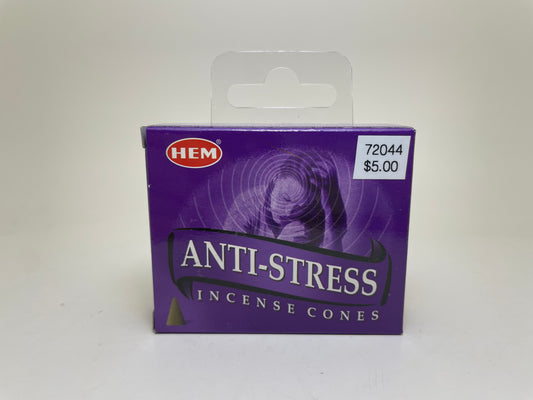 HEM®
72044
$5.00
ANTI-STRESS
INCENSE CONES